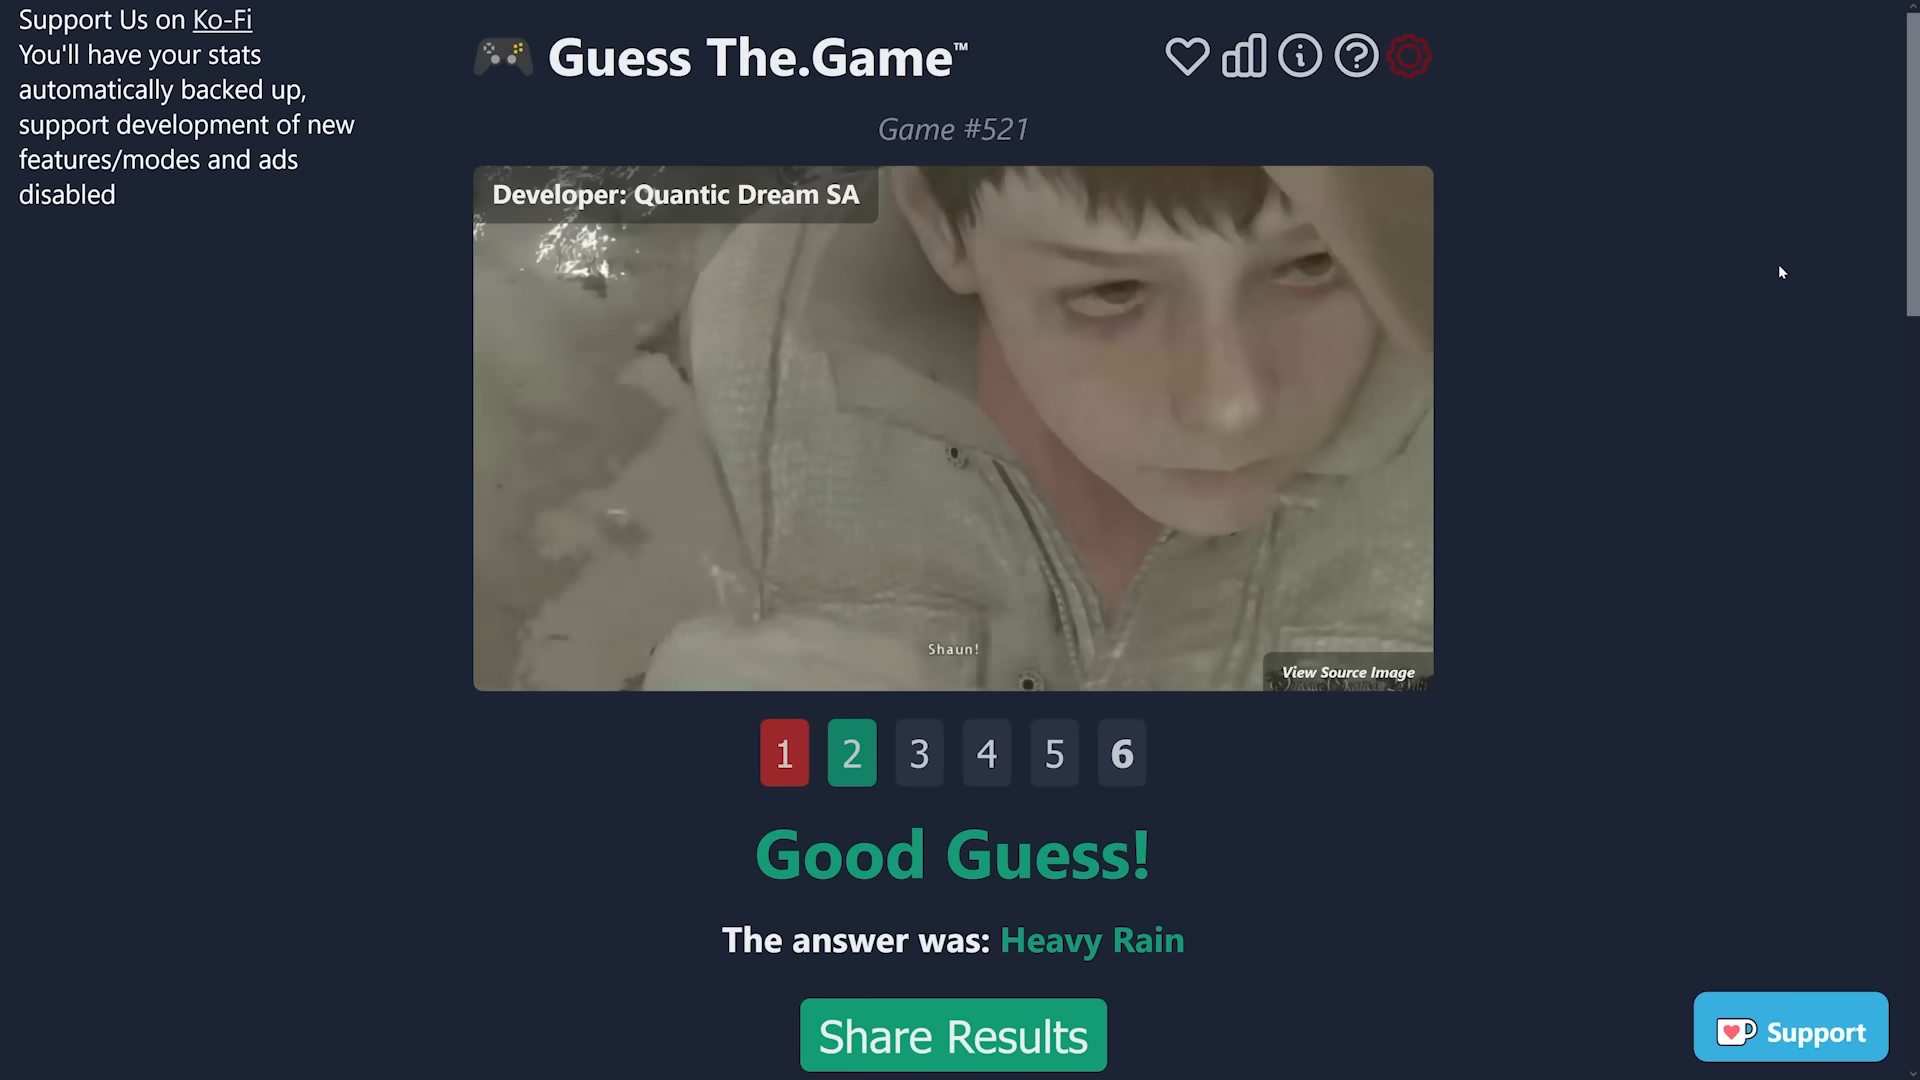 Support Us on Ko-Fi
You'll have your stats
automatically backed up,
support development of new
features/modes and ads
disabled
Guess The.Game™
Game #521
Developer: Quantic Dream SA
Shaun!
View Source Image
1 2 3 4 5 6
Good Guess!
The answer was: Heavy Rain
Share Results
Support